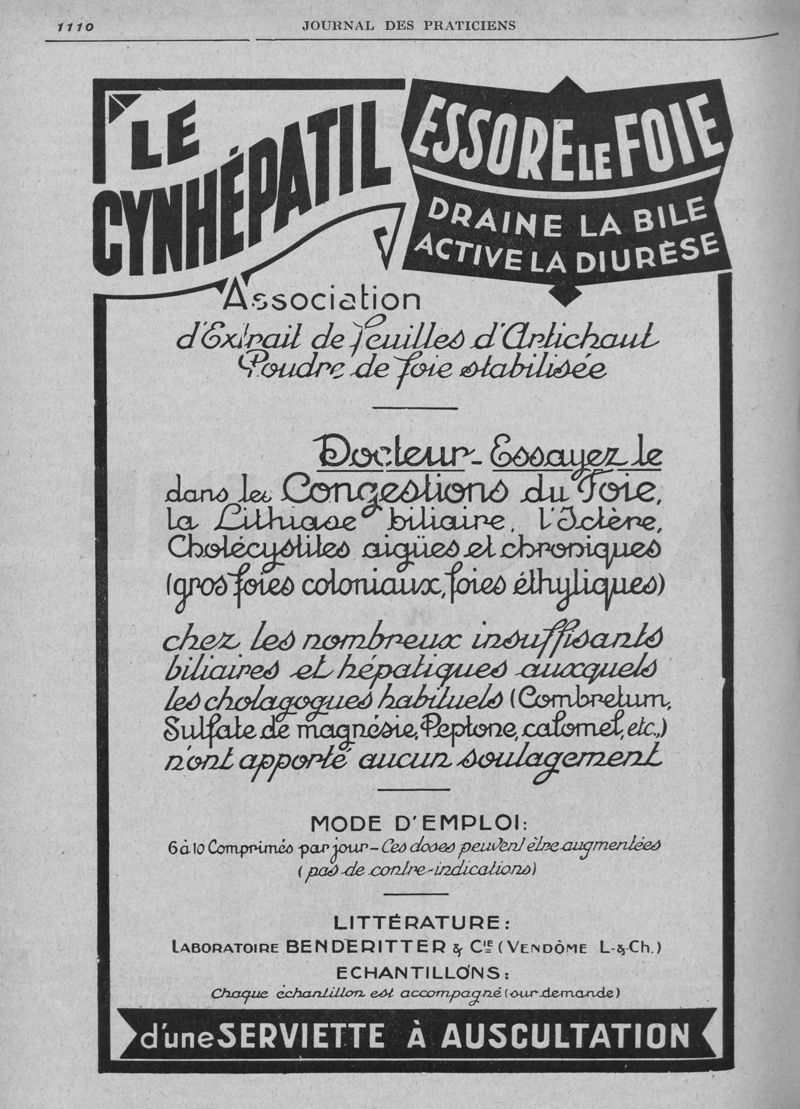 1110
JOURNAL DES PRATICIENS
LE
CYNHÉPATIL
ESSORE LE FOIE
DRAINE LA BILE
ACTIVE LA DIURÈSE
Association
d'Extrait de feuilles d'Artichaut
Poudre de foie stabilisée
Docteur - Essayez le
dans les Congestions du Foie,
la Lithiase biliaire, l'Ictère,
Cholécystites aigües et chroniques
(gros foies coloniaux, foies éthyliques)
chez les nombreux insuffisants
biliaires et hépatiques auxquels
les cholagogues habituels (Combretum,
Sulfate de magnésie, Peptone, calomel, etc.,)
n'ont apporté aucun soulagement
MODE D'EMPLOI:
6 à 10 Comprimés par jour - Ces doses peuvent être augmentées
(pas de contre-indications)
LITTÉRATURE:
LABORATOIRE BENDERITTER & Cie (VENDÔME L-&-Ch.)
ECHANTILLONS:
Chaque échantillon est accompagné (sur demande)
d'une SERVIETTE À AUSCULTATION